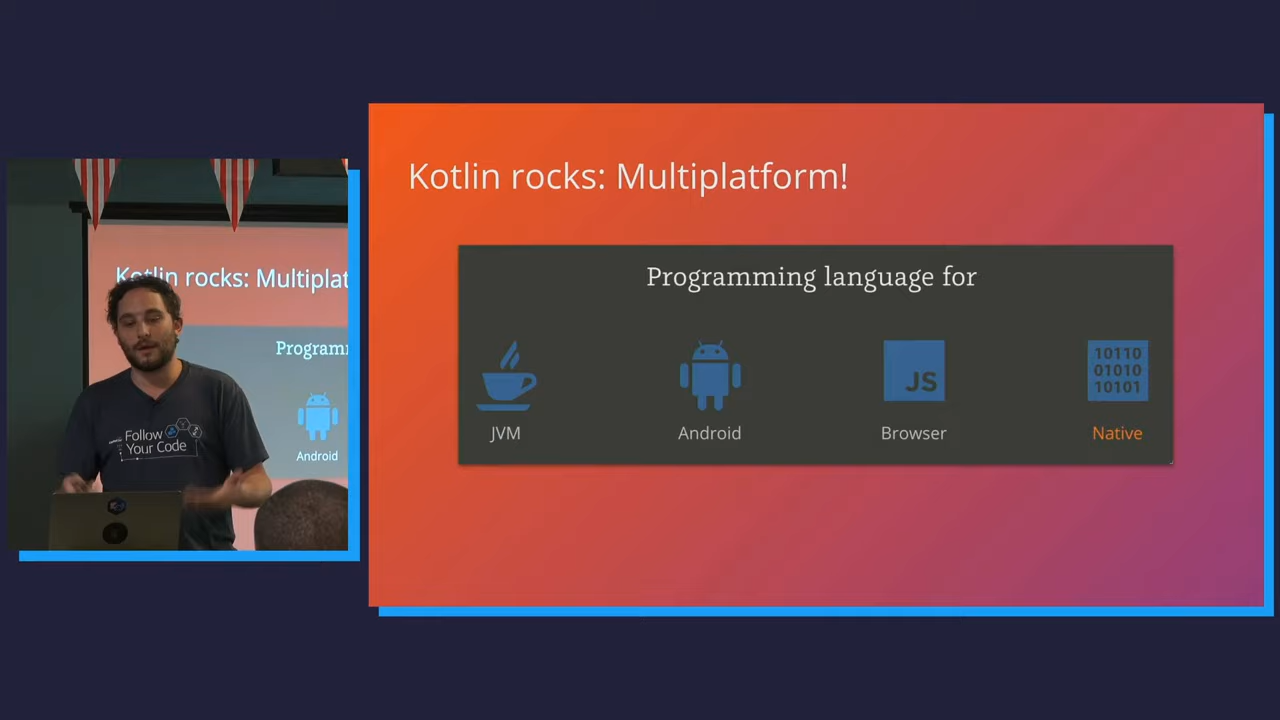 Kotlin rocks: Multiplat
Programm
Android
Follow
Your Code
Kotlin rocks: Multiplatform!
Programming language for
JS
10110
01010
10101
JVM
Android
Browser
Native